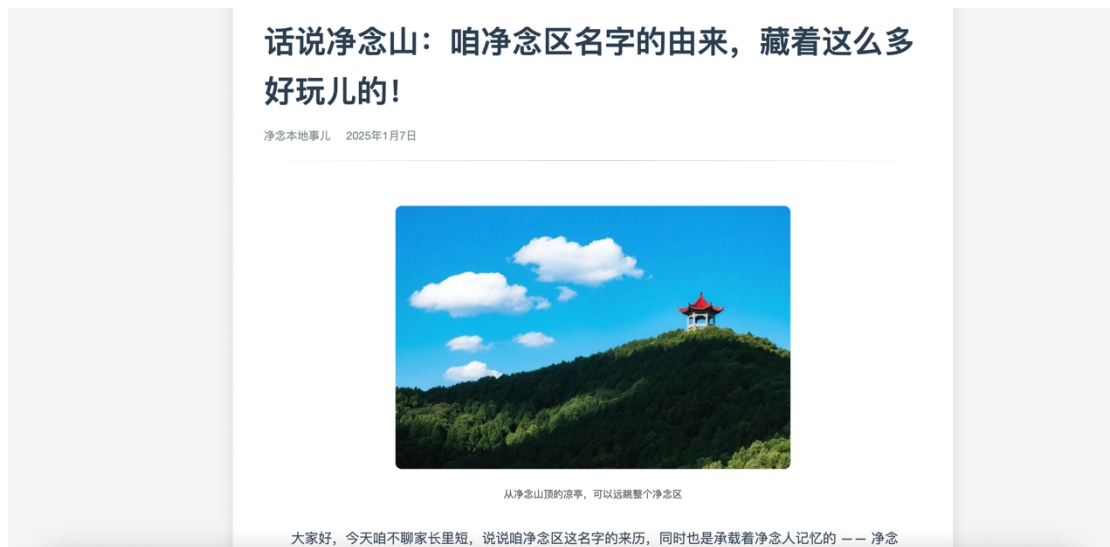 话说净念山：咱净念区名字的由来，藏着这么多
好玩儿的！
净念本地事儿 2025年1月7日
从净念山顶的凉亭，可以远眺整个净念区
大家好，今天咱不聊家长里短，说说咱净念区这名字的来历，同时也是承载着净念人记忆的 —— 净念